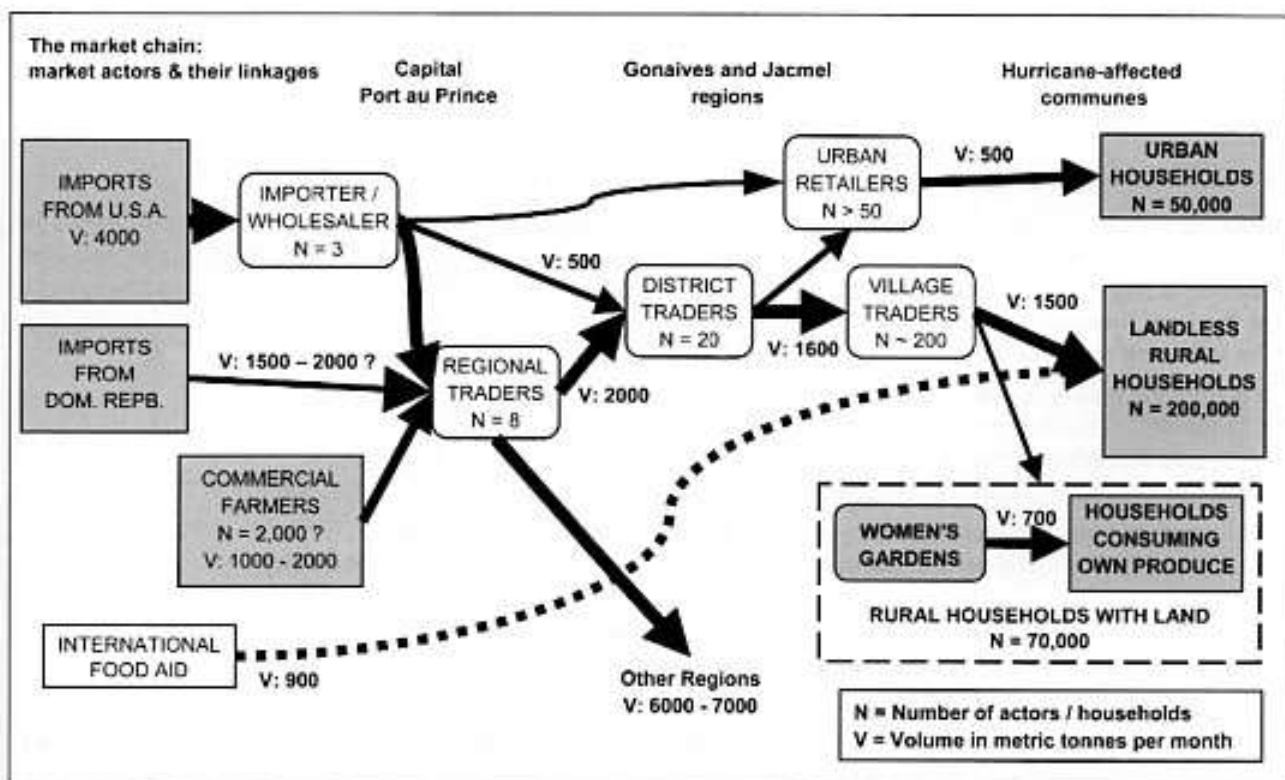 The market chain:
market actors & their linkages
Capital
Port au Prince
Gonaives and Jacmel
regions
Hurricane-affected
communes
IMPORTS
FROM U.S.A.
V: 4000
IMPORTER /
WHOLESALER
N = 3
URBAN
RETAILERS
N > 50
V: 500
URBAN
HOUSEHOLDS
N = 50,000
V: 500
DISTRICT
TRADERS
N = 20
VILLAGE
TRADERS
N ~ 200
V: 1500
LANDLESS
RURAL
HOUSEHOLDS
N = 200,000
IMPORTS
FROM
DOM. REPB.
V: 1500 – 2000 ?
REGIONAL
TRADERS
N = 8
V: 2000
V: 1600
COMMERCIAL
FARMERS
N = 2,000 ?
V: 1000 - 2000
WOMEN'S
GARDENS
V: 700
HOUSEHOLDS
CONSUMING
OWN PRODUCE
RURAL HOUSEHOLDS WITH LAND
N = 70,000
INTERNATIONAL
FOOD AID
V: 900
Other Regions
V: 6000 - 7000
N = Number of actors / households
V = Volume in metric tonnes per month